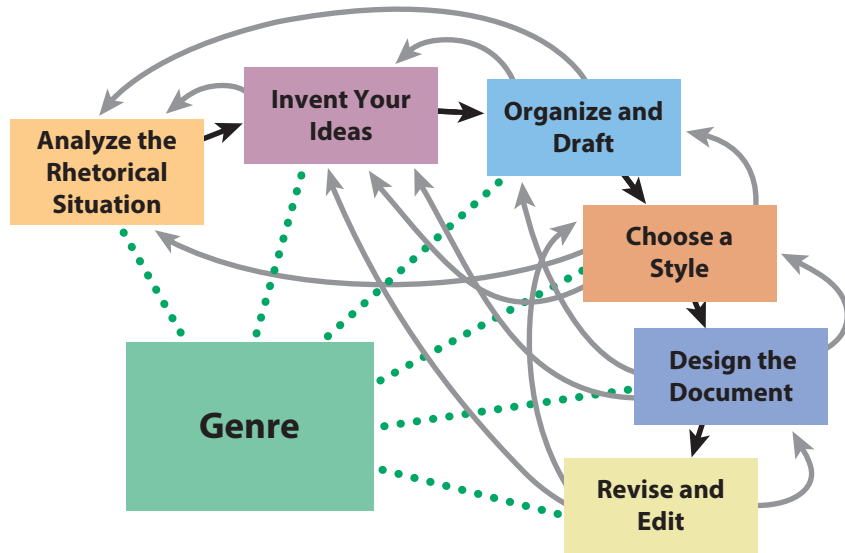 Analyze the
Rhetorical
Situation
Invent Your
Ideas
Organize and
Draft
Choose a
Style
Design the
Document
Revise and
Edit
Genre